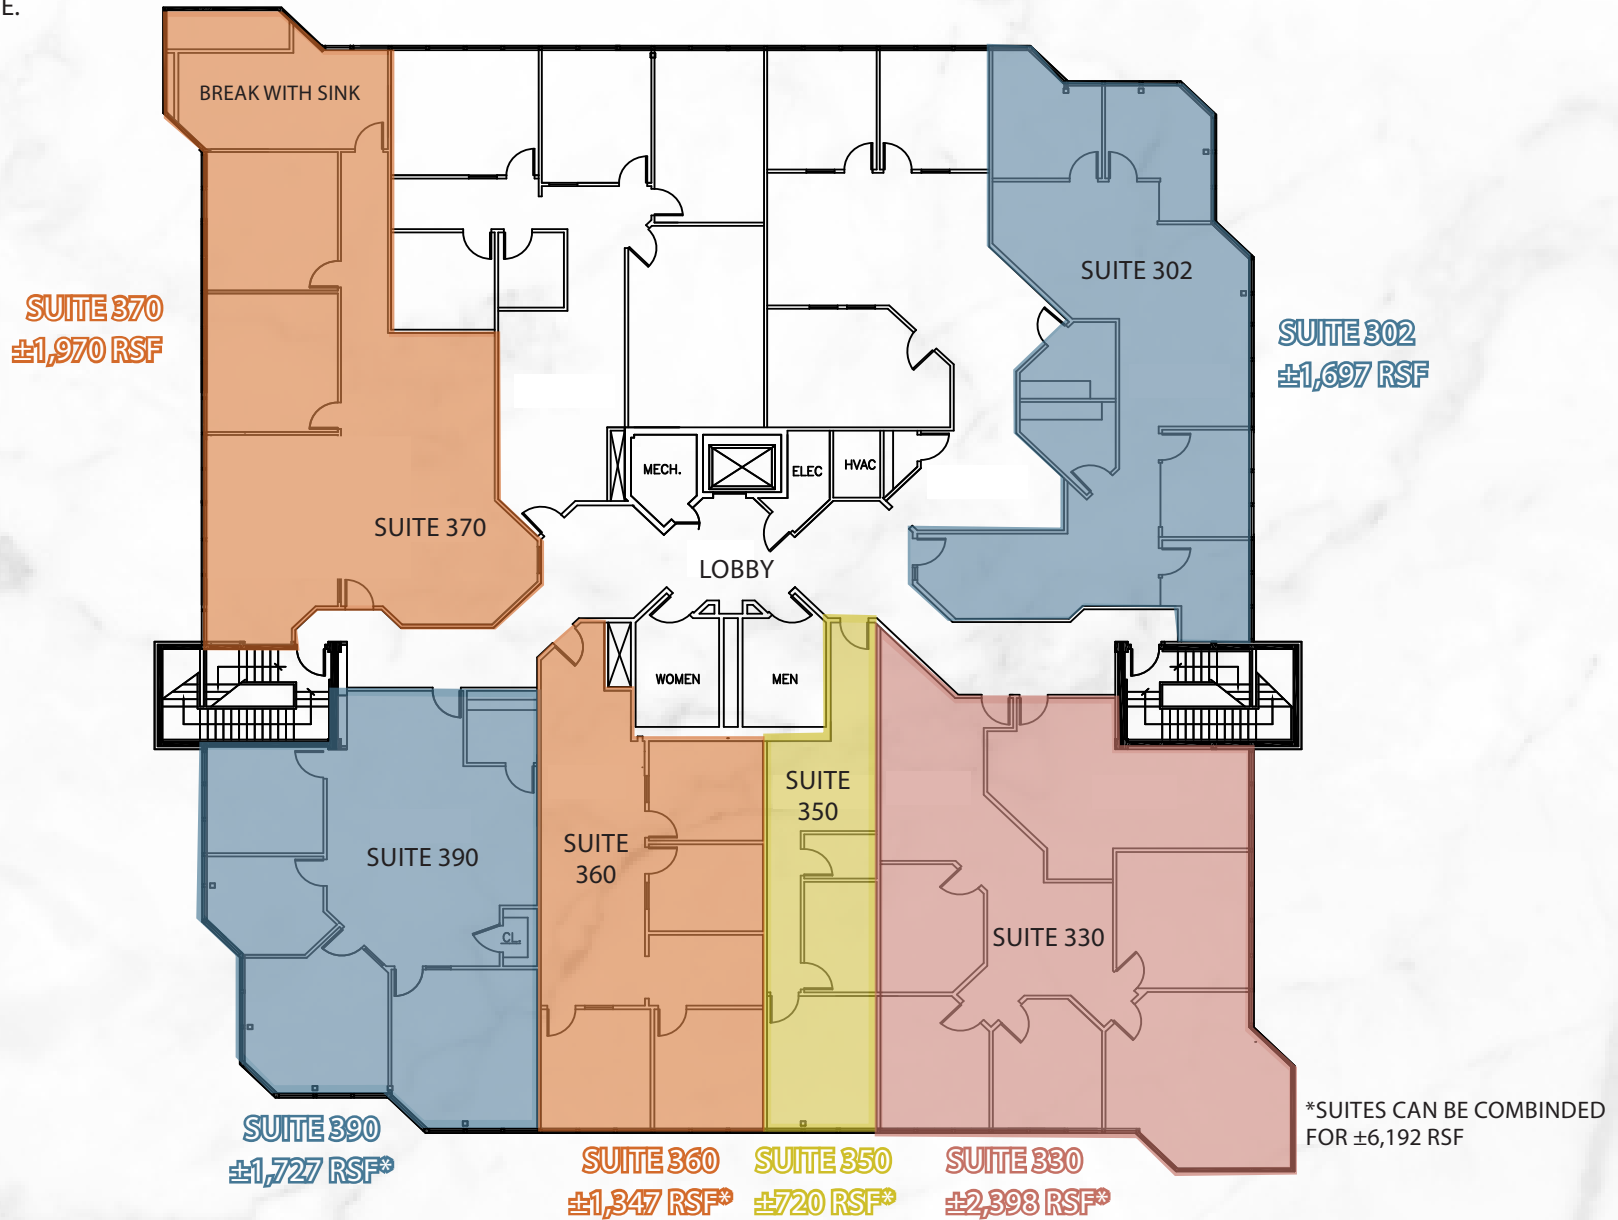 E.
BREAK WITH SINK
SUITE 302
SUITE 370
±1,970 RSF
SUITE 302
±1,697 RSF
MECH.
ELEC
HVAC
SUITE 370
LOBBY
WOMEN
MEN
SUITE
350
SUITE 390
SUITE
360
CL.
SUITE 330
*SUITES CAN BE COMBINDED
FOR ±6,192 RSF
SUITE 390
±1,727 RSF*
SUITE 360
±1,347 RSF*
SUITE 350
±720 RSF*
SUITE 330
±2,398 RSF*